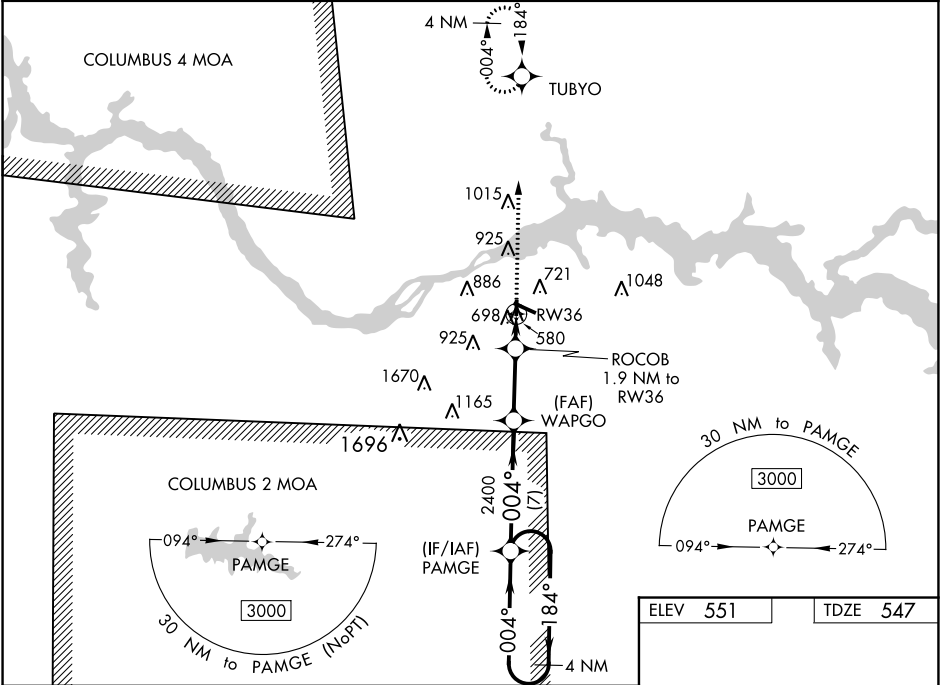 4 NM
184°
004°
COLUMBUS 4 MOA
TUBYO
1015
925
886
721
1048
698
RW36
580
925
ROCOB
1.9 NM to
RW36
1670
1165
(FAF)
WAPGO
1696
30 NM to PAMGE
3000
PAMGE
094°
274°
COLUMBUS 2 MOA
2400
004°
(7)
094°
274°
PAMGE
3000
30 NM to PAMGE (NoPT)
(IF/IAF)
PAMGE
004°
184°
4 NM
ELEV 551
TDZE 547